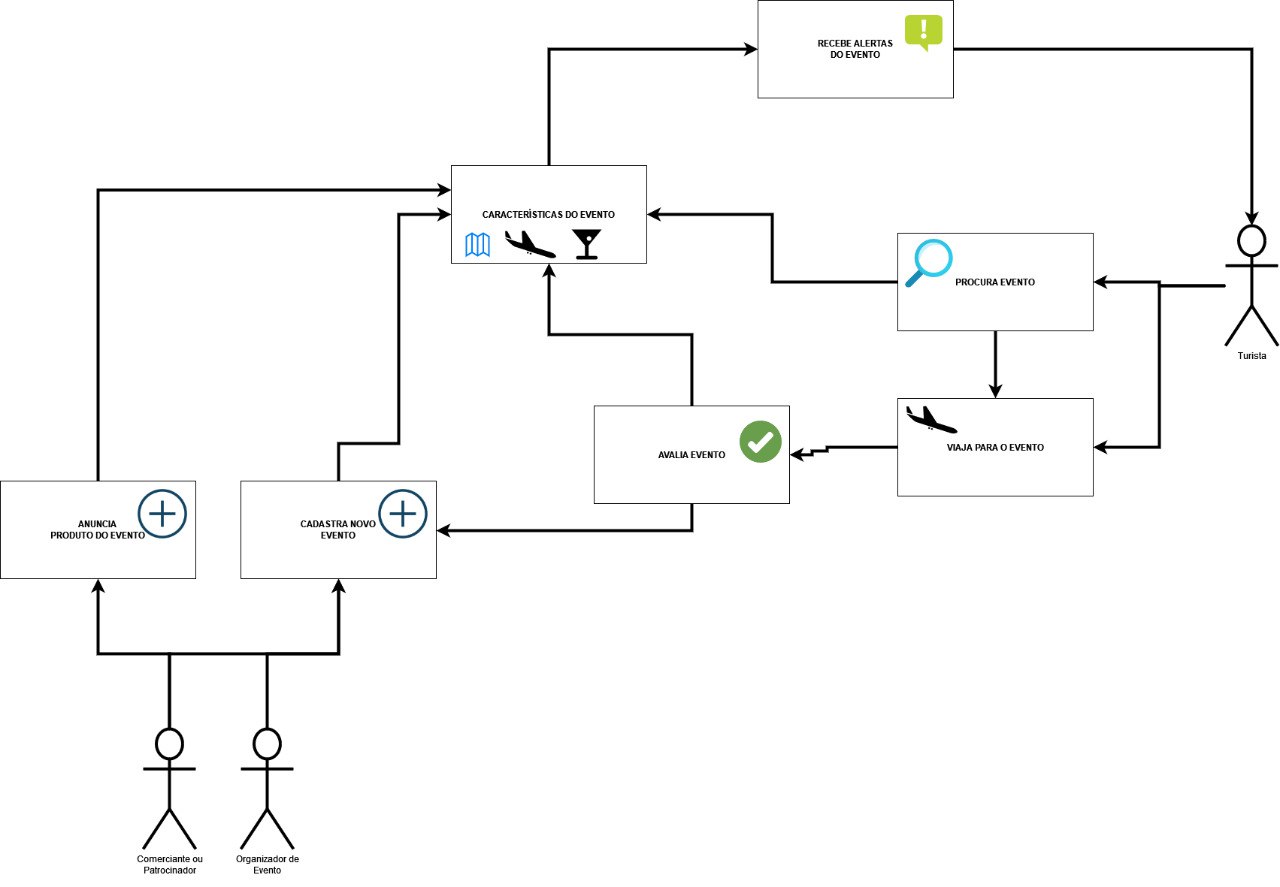 RECEBE ALERTAS
DO EVENTO
CARACTERÌSTICAS DO EVENTO
PROCURA EVENTO
Turista
VIAJA PARA O EVENTO
AVALIA EVENTO
ANUNCIA
PRODUTO DO EVENTO
CADASTRA NOVO
EVENTO
Comerciante ou
Patrocinador
Organizador de
Evento